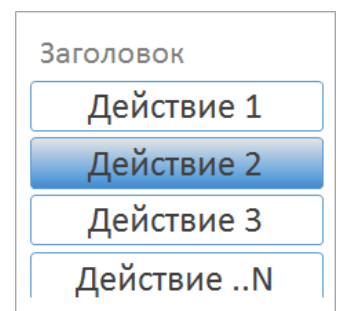 Заголовок
Действие 1
Действие 2
Действие 3
Действие ..N